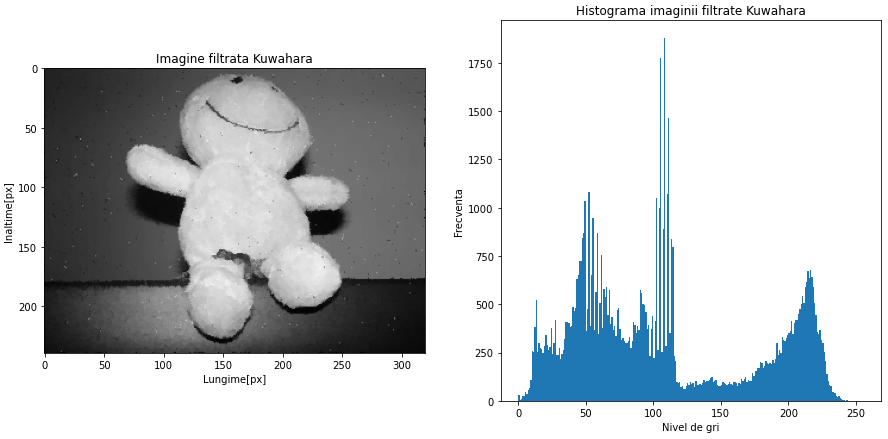 Imagine filtrata Kuwahara
0
50
100
150
200
Inaltime[px]
0 50 100 150 200 250 300
Lungime[px]
Histograma imaginii filtrate Kuwahara
1750
1500
1250
1000
750
500
250
0
Frecventa
0 50 100 150 200 250
Nivel de gri